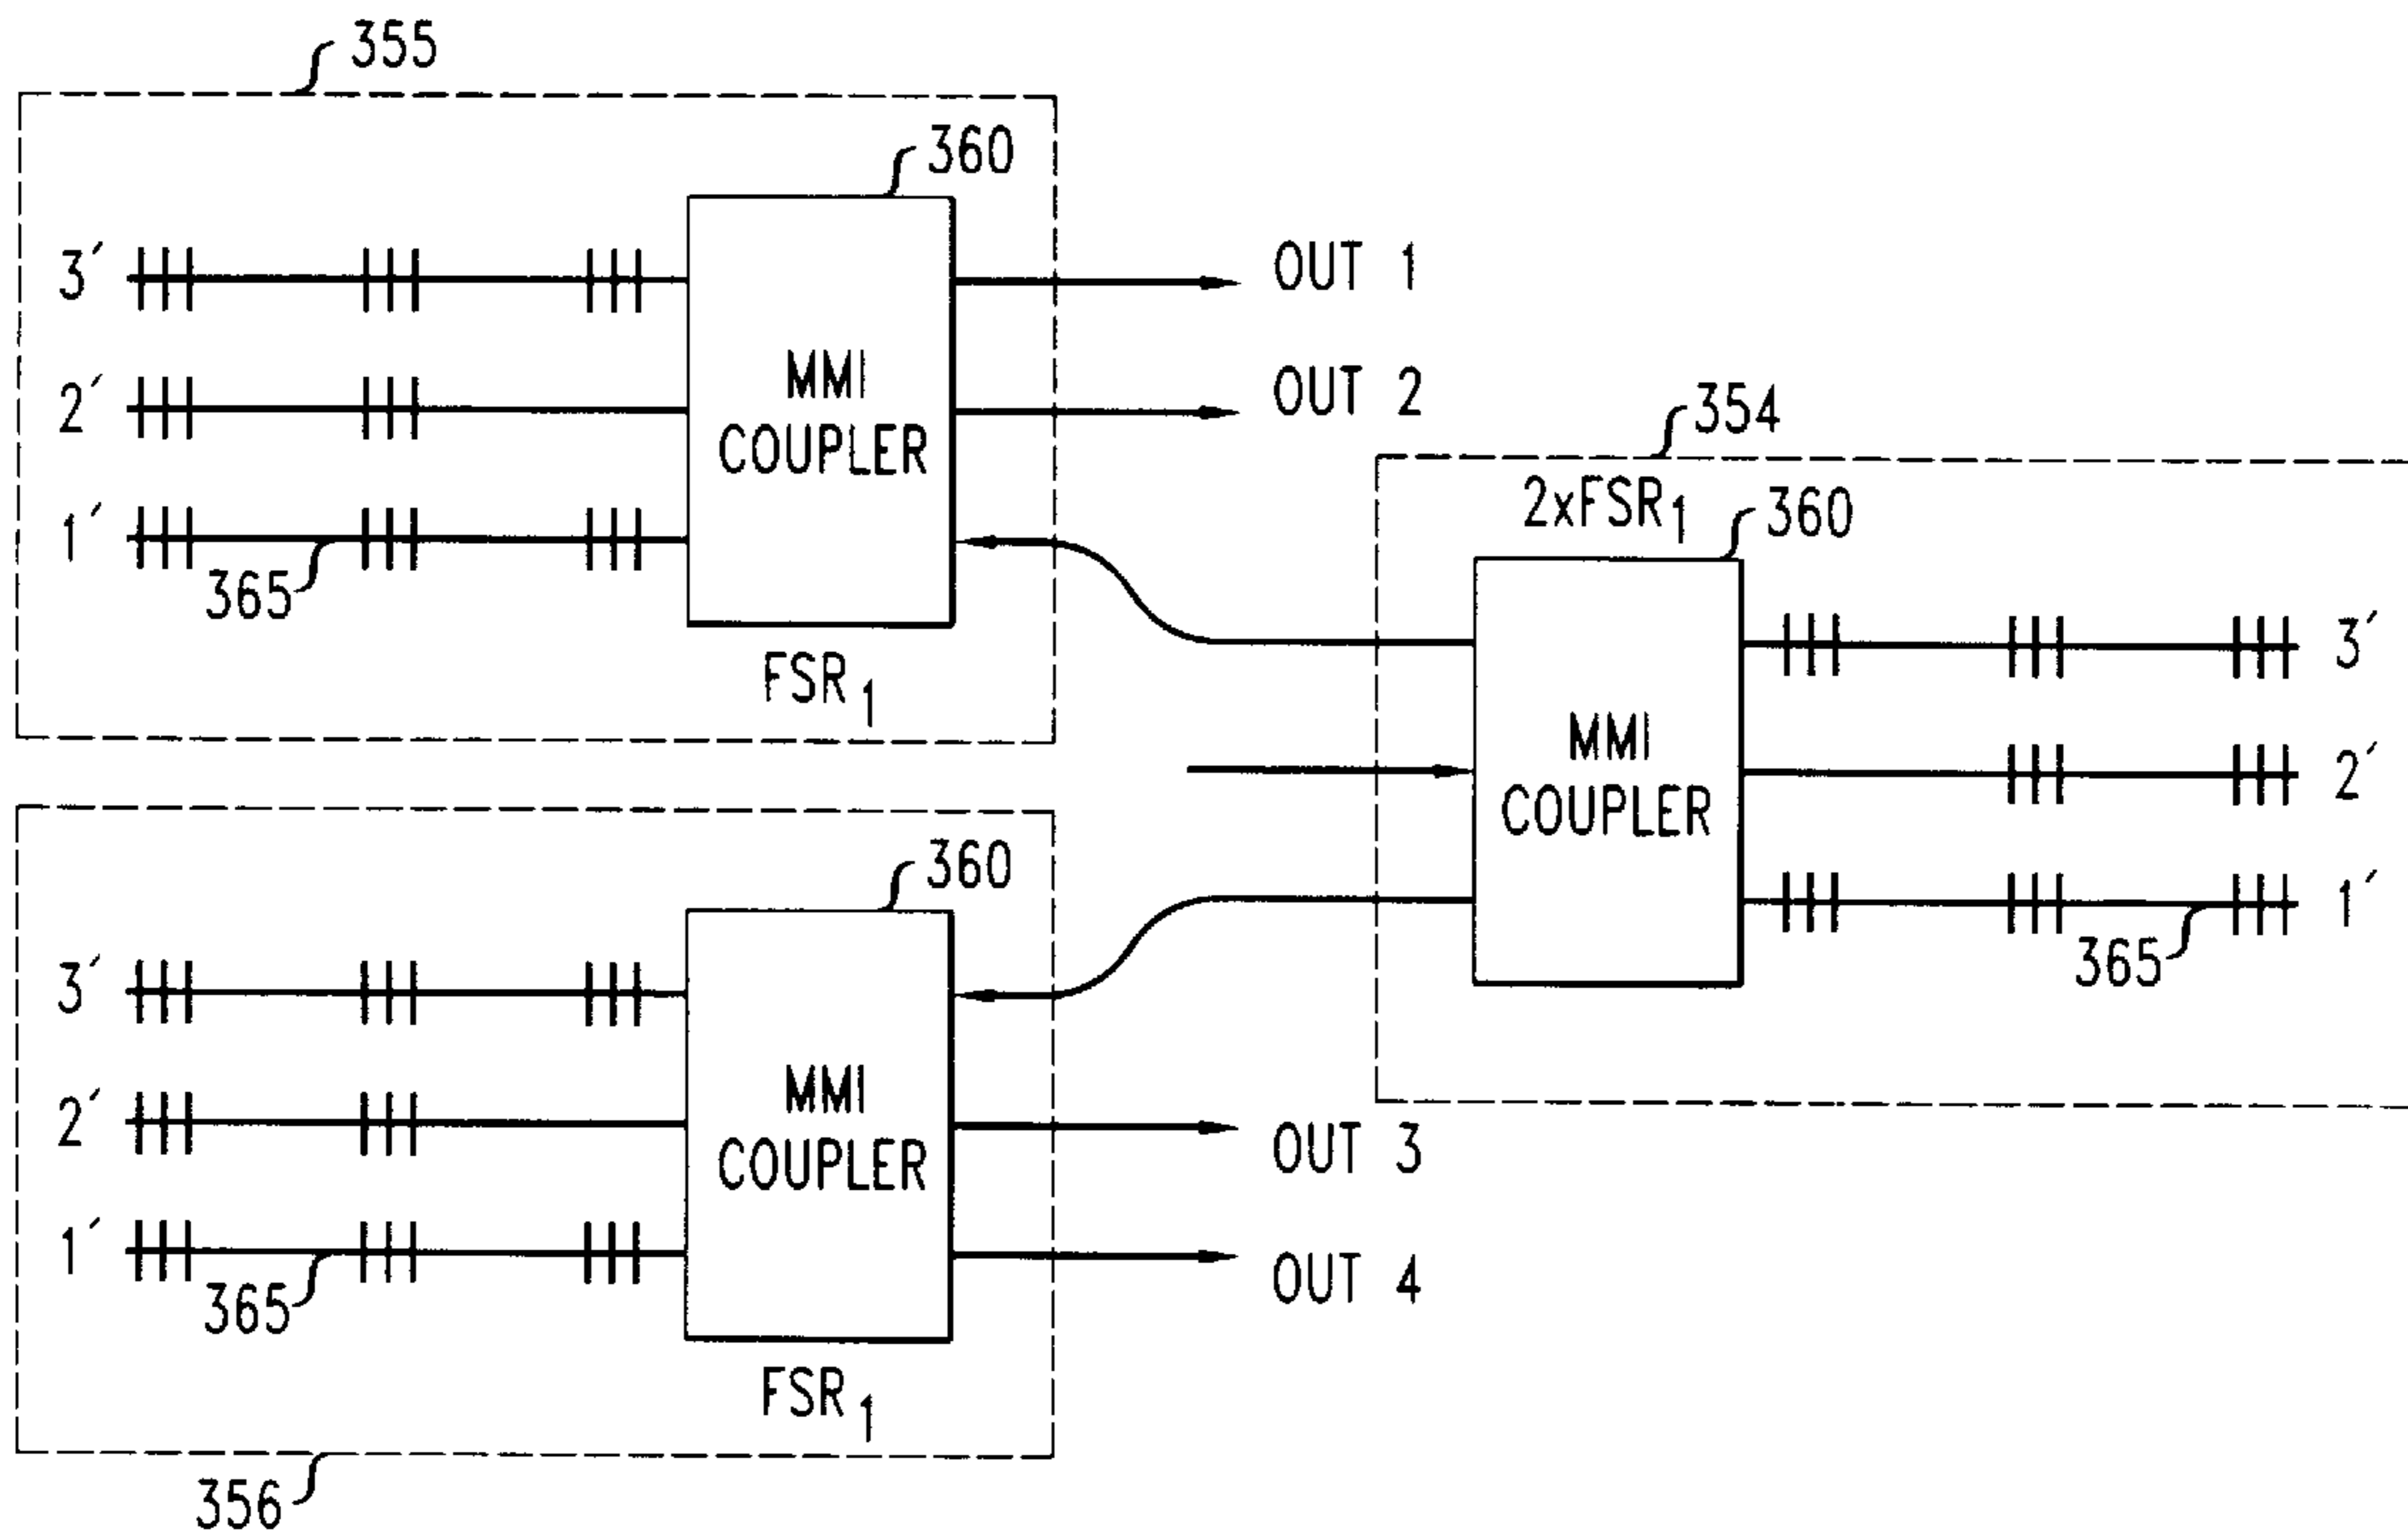 355
360
3′
2′
1′
365
MMI
COUPLER
FSR1
OUT 1
OUT 2
354
2xFSR1
360
MMI
COUPLER
3′
2′
1′
365
360
3′
2′
1′
365
MMI
COUPLER
FSR1
OUT 3
OUT 4
356